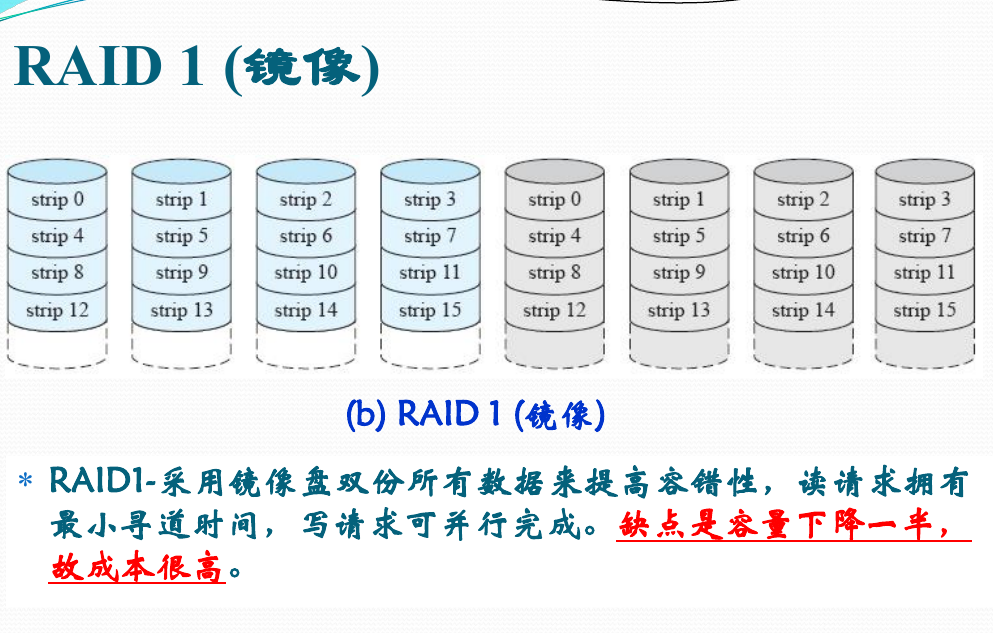 RAID 1 (镜像)
strip 0 strip 1 strip 2 strip 3 strip 0 strip 1 strip 2 strip 3
strip 4 strip 5 strip 6 strip 7 strip 4 strip 5 strip 6 strip 7
strip 8 strip 9 strip 10 strip 11 strip 8 strip 9 strip 10 strip 11
strip 12 strip 13 strip 14 strip 15 strip 12 strip 13 strip 14 strip 15
(b) RAID 1 (镜像)
* RAID1-采用镜像盘双份所有数据来提高容错性，读请求拥有
最小寻道时间，写请求可并行完成。缺点是容量下降一半，
故成本很高。